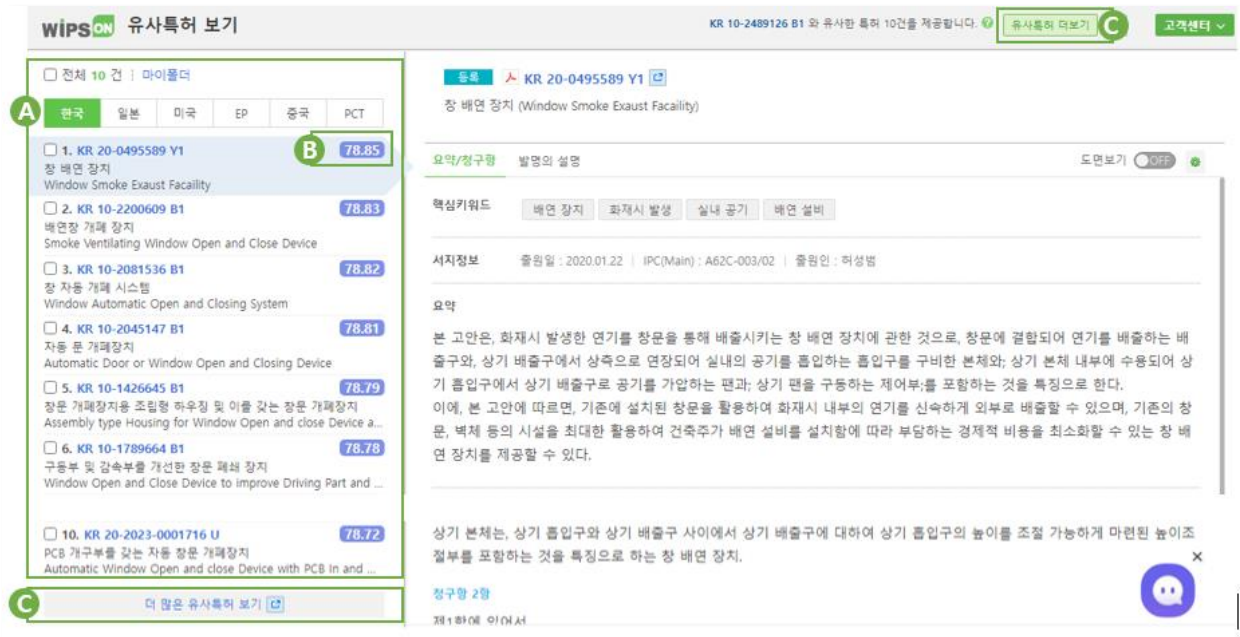 WIPS ON 유사특허 보기
KR 10-2489126 B1 와 유사한 특허 10건을 제공합니다.
유사특허 더보기
C
고객센터
전체 10 건 | 마이폴더
A
한국 일본 미국 EP 중국 PCT
B
1. KR 20-0495589 Y1 78.85
창 배연 장치
Window Smoke Exaust Facaility
2. KR 10-2200609 B1 78.83
배연창 개폐 장치
Smoke Ventilating Window Open and Close Device
3. KR 10-2081536 B1 78.82
창 자동 개폐 시스템
Window Automatic Open and Closing System
4. KR 10-2045147 B1 78.81
자동 문 개폐장치
Automatic Door or Window Open and Closing Device
5. KR 10-1426645 B1 78.79
창문 개폐장치용 조립형 하우징 및 이를 갖는 창문 개폐장치
Assembly type Housing for Window Open and close Device a...
6. KR 10-1789664 B1 78.78
구동부 및 감속부를 개선한 창문 폐쇄 장치
Window Open and Close Device to improve Driving Part and ...
10. KR 20-2023-0001716 U 78.72
PCB 개구부를 갖는 자동 창문 개폐장치
Automatic Window Open and close Device with PCB In and ...
C
더 많은 유사특허 보기
등록 KR 20-0495589 Y1
창 배연 장치 (Window Smoke Exaust Facaility)
요약/청구항 발명의 설명 도면보기 OFF
핵심키워드 배연 장치 화재시 발생 실내 공기 배연 설비
서지정보 출원일 : 2020.01.22 | IPC(Main) : A62C-003/02 | 출원인 : 허성범
요약
본 고안은, 화재시 발생한 연기를 창문을 통해 배출시키는 창 배연 장치에 관한 것으로, 창문에 결합되어 연기를 배출하는 배
출구와, 상기 배출구에서 상측으로 연장되어 실내의 공기를 흡입하는 흡입구를 구비한 본체와; 상기 본체 내부에 수용되어 상
기 흡입구에서 상기 배출구로 공기를 가압하는 팬과; 상기 팬을 구동하는 제어부;를 포함하는 것을 특징으로 한다.
이에, 본 고안에 따르면, 기존에 설치된 창문을 활용하여 화재시 내부의 연기를 신속하게 외부로 배출할 수 있으며, 기존의 창
문, 벽체 등의 시설을 최대한 활용하여 건축주가 배연 설비를 설치함에 따라 부담하는 경제적 비용을 최소화할 수 있는 창 배
연 장치를 제공할 수 있다.
상기 본체는, 상기 흡입구와 상기 배출구 사이에서 상기 배출구에 대하여 상기 흡입구의 높이를 조절 가능하게 마련된 높이조
절부를 포함하는 것을 특징으로 하는 창 배연 장치.
청구항 2항
제1항에 있어서